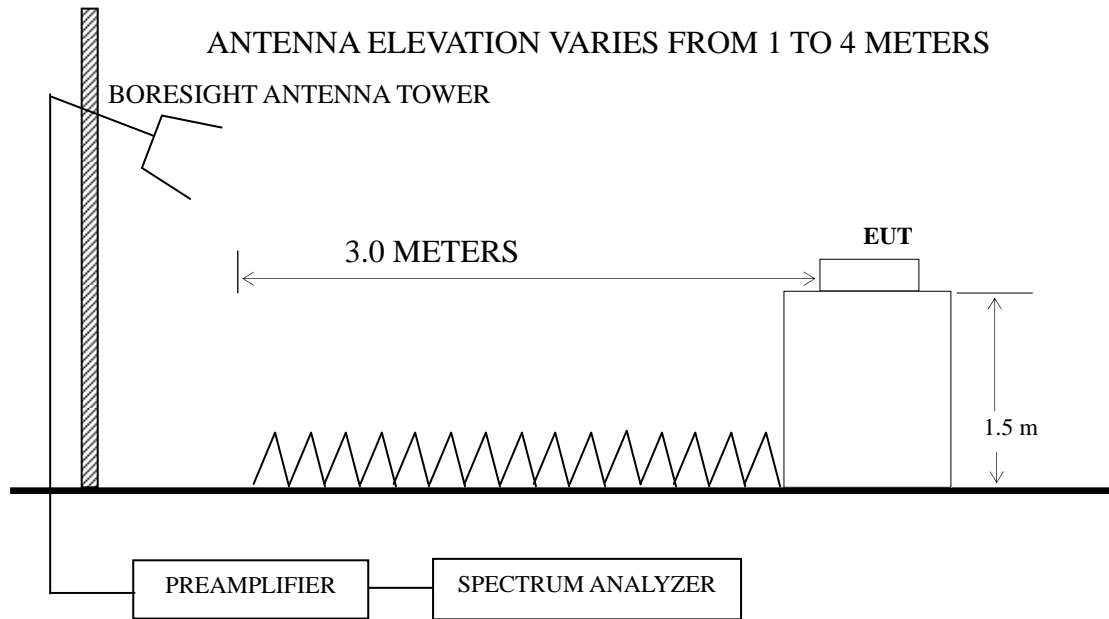 ANTENNA ELEVATION VARIES FROM 1 TO 4 METERS
BORESIGHT ANTENNA TOWER
EUT
3.0 METERS
1.5 m
PREAMPLIFIER
SPECTRUM ANALYZER